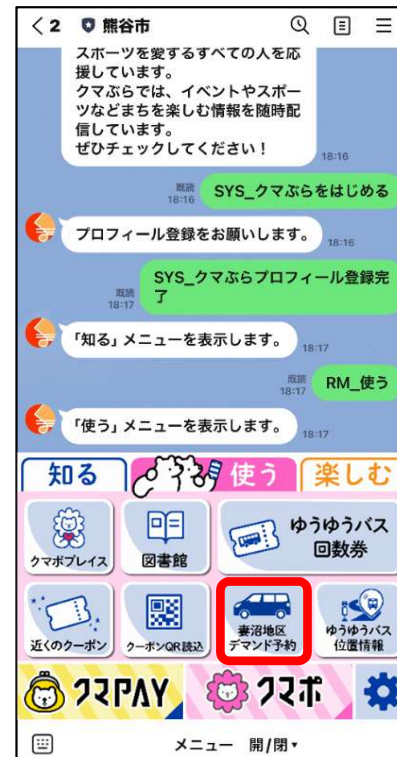 2 熊谷市
スポーツを愛するすべての人を応
援しています。
クマぶらでは、イベントやスポー
ツなどまちを楽しむ情報を随時配
信しています。
ぜひチェックしてください！
18:16
既読
18:16
SYS_クマぶらをはじめる
プロフィール登録をお願いします。
18:16
既読
18:17
SYS_クマぶらプロフィール登録完
了
「知る」メニューを表示します。
18:17
既読
18:17
RM_使う
「使う」メニューを表示します。
18:17
知る
使う
楽しむ
クマポプレイス
図書館
ゆうゆうバス
回数券
近くのクーポン
クーポンQR読込
妻沼地区
デマンド予約
ゆうゆうバス
位置情報
クマPAY
クマポ
メニュー 開/閉▾